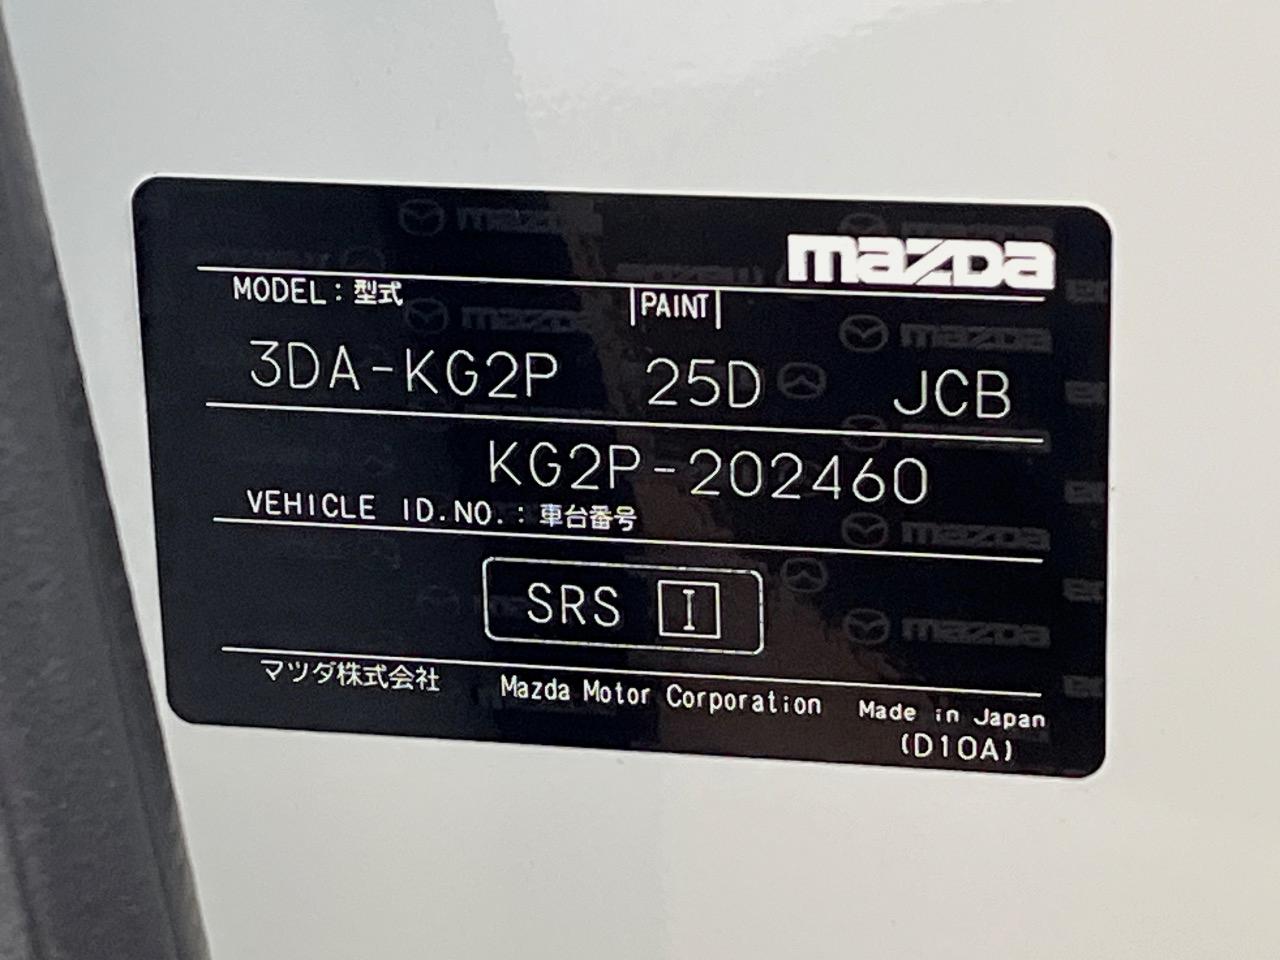 mazDa
MODEL：型式 PAINT
3DA-KG2P 25D JCB
KG2P-202460
VEHICLE ID.NO.：車台番号
SRS I
マツダ株式会社 Mazda Motor Corporation Made in Japan
(D10A)